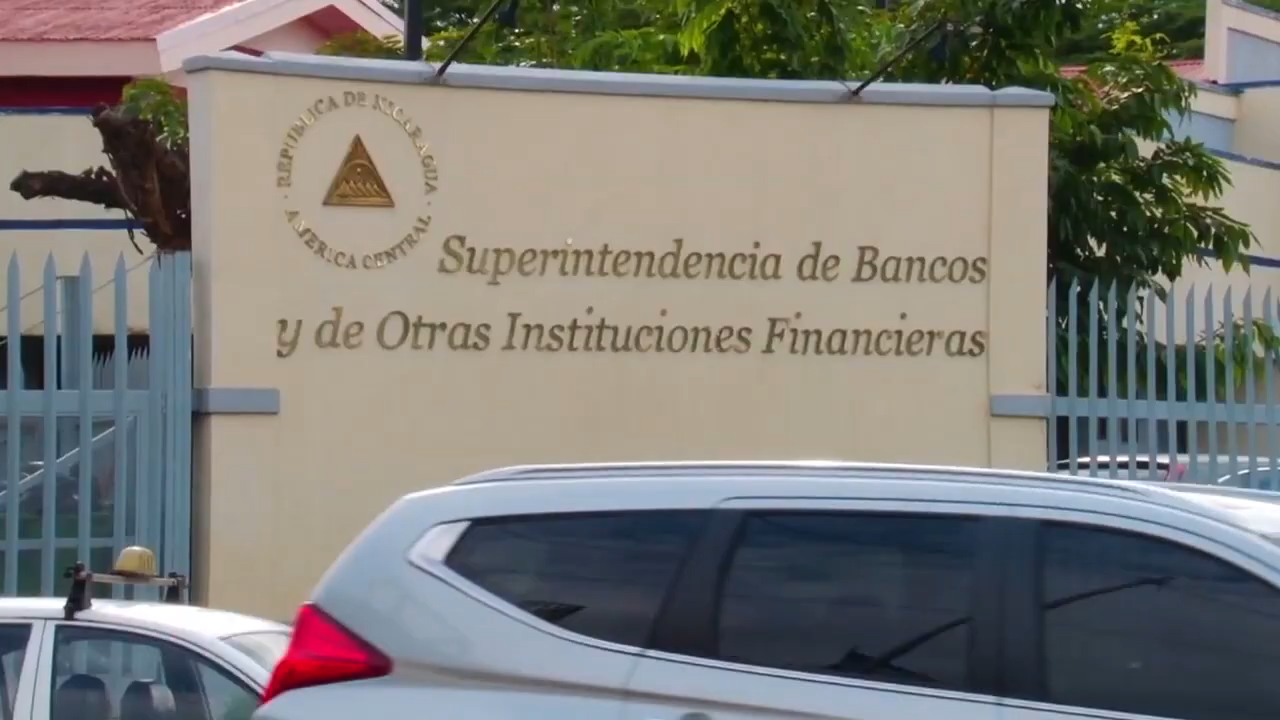 REPUBLICA DE NICARAGUA
AMERICA CENTRAL
Superintendencia de Bancos
y de Otras Instituciones Financieras